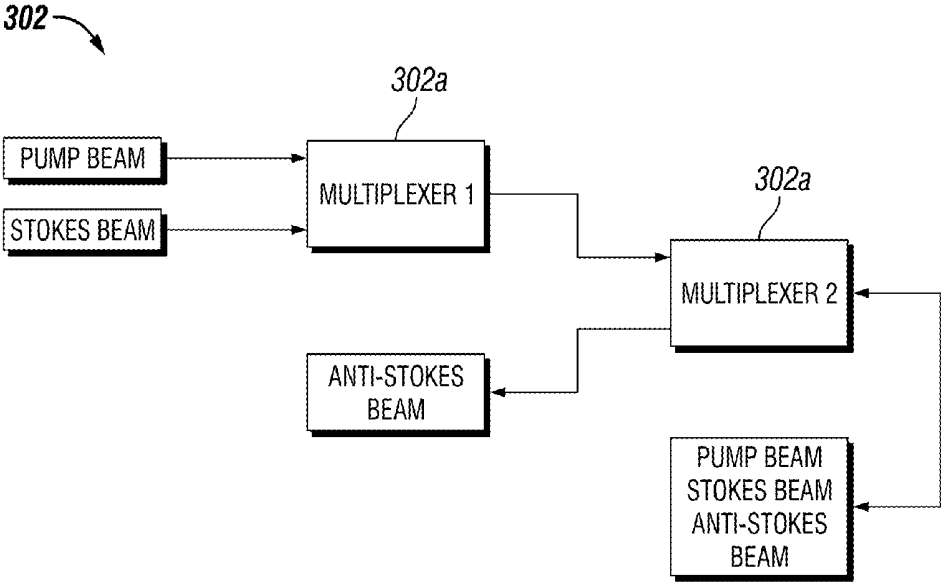 302
302a
PUMP BEAM
MULTIPLEXER 1
302a
STOKES BEAM
MULTIPLEXER 2
ANTI-STOKES
BEAM
PUMP BEAM
STOKES BEAM
ANTI-STOKES
BEAM